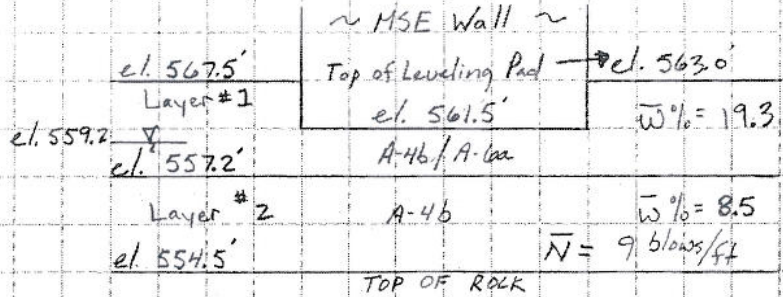 ~ MSE Wall ~
el. 567.5'
Top of Leveling Pad → el. 563.0'
Layer #1
el. 561.5'
w̅% = 19.3
el. 559.2
el. 557.2'
A-4b/A-6a
Layer #2
A-4b
w̅% = 8.5
el. 554.5'
N̅ = 9 blows/ft
TOP OF ROCK